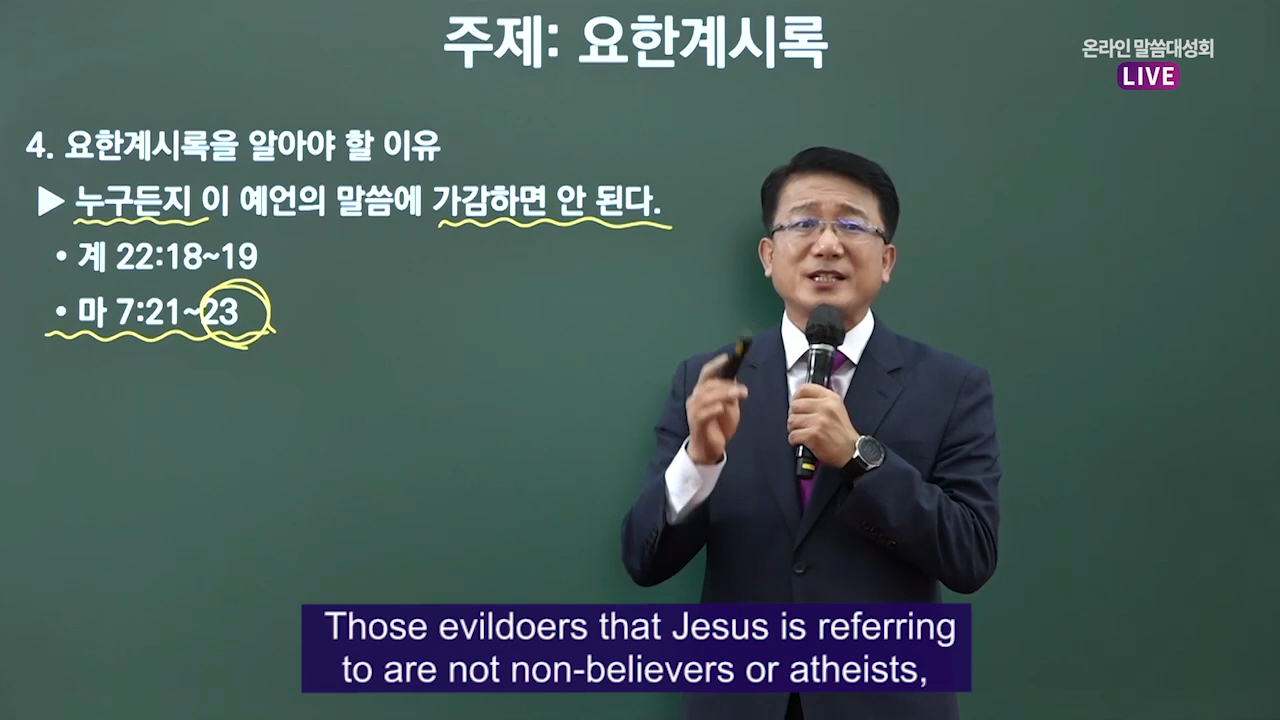 주제: 요한계시록
온라인 말씀대성회
LIVE
4. 요한계시록을 알아야 할 이유
▶ 누구든지 이 예언의 말씀에 가감하면 안 된다.
• 계 22:18~19
• 마 7:21~23
Those evildoers that Jesus is referring
to are not non-believers or atheists,